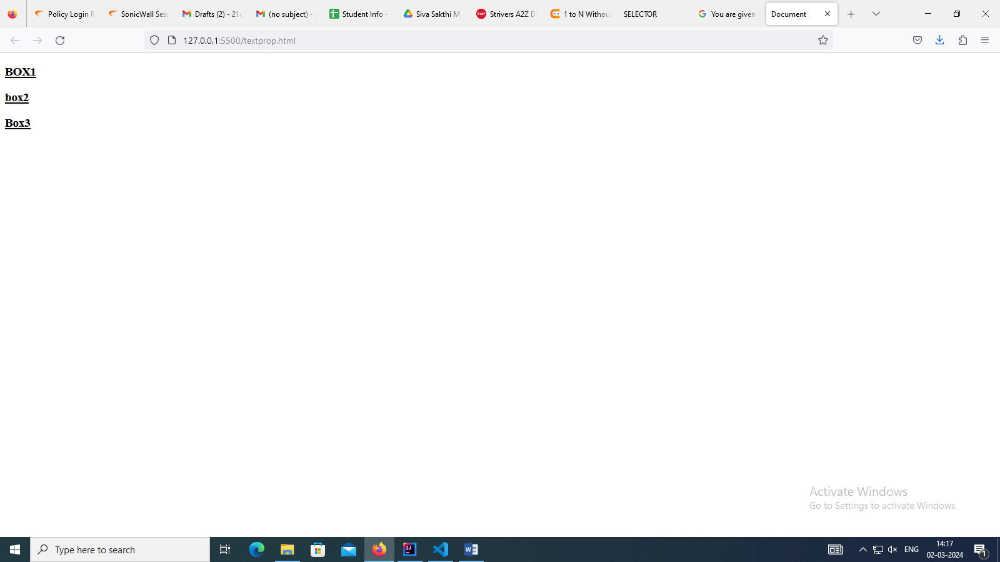 Policy Login R
SonicWall Sess
Drafts (2) - 21c
(no subject) - p
Student Info -
Siva Sakthi M
Strivers A2Z D
1 to N Withou
SELECTOR
You are given
Document
127.0.0.1:5500/textprop.html
BOX1
box2
Box3
Activate Windows
Go to Settings to activate Windows.
Type here to search
ENG
14:17
02-03-2024
1